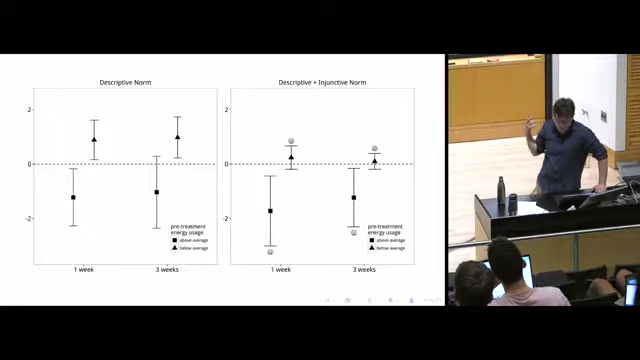 Descriptive Norm
2
0
-2
1 week
3 weeks
pre-treatment
energy usage
above average
below average
Descriptive + Injunctive Norm
2
0
-2
1 week
3 weeks
pre-treatment
energy usage
above average
below average